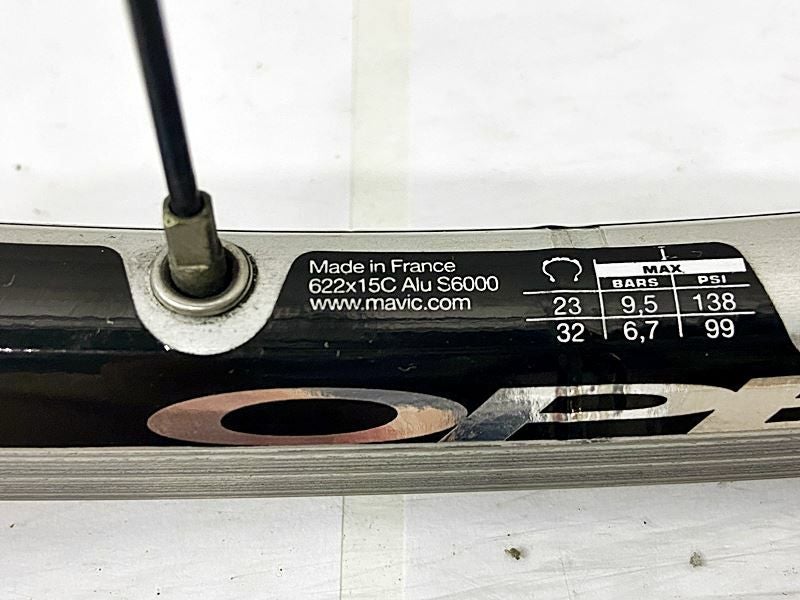 Made in France
622x15C Alu S6000
www.mavic.com
MAX
BARS PSI
23 9,5 138
32 6,7 99